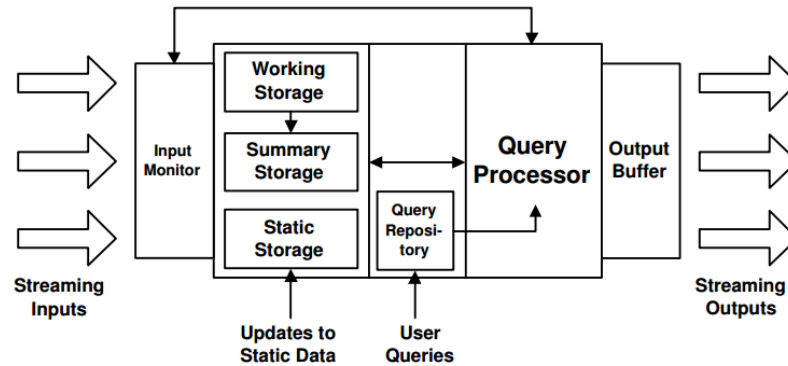 Working
Storage
Input
Monitor
Summary
Storage
Static
Storage
Query
Reposi-
tory
Query
Processor
Output
Buffer
Streaming
Inputs
Updates to
Static Data
User
Queries
Streaming
Outputs